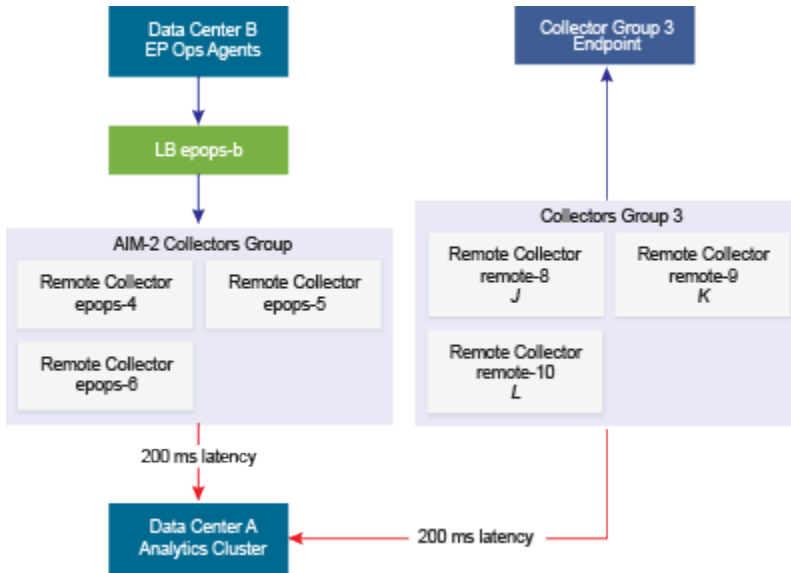 Data Center B
EP Ops Agents
LB epops-b
AIM-2 Collectors Group
Remote Collector
epops-4
Remote Collector
epops-5
Remote Collector
epops-6
200 ms latency
Data Center A
Analytics Cluster
Collector Group 3
Endpoint
Collectors Group 3
Remote Collector
remote-8
J
Remote Collector
remote-9
K
Remote Collector
remote-10
L
200 ms latency